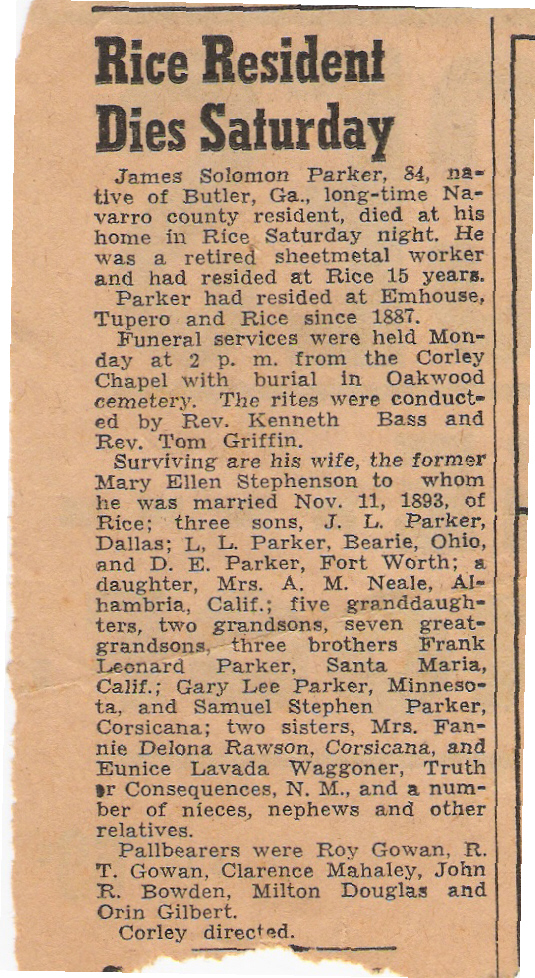 Rice Resident
Dies Saturday
James Solomon Parker, 84, na-
tive of Butler, Ga., long-time Na-
varro county resident, died at his
home in Rice Saturday night. He
was a retired sheetmetal worker
and had resided at Rice 15 years.
Parker had resided at Emhouse,
Tupero and Rice since 1887.
Funeral services were held Mon-
day at 2 p. m. from the Corley
Chapel with burial in Oakwood
cemetery. The rites were conduct-
ed by Rev. Kenneth Bass and
Rev. Tom Griffin.
Surviving are his wife, the former
Mary Ellen Stephenson to whom
he was married Nov. 11, 1893, of
Rice; three sons, J. L. Parker,
Dallas; L, L. Parker, Bearie, Ohio,
and D. E. Parker, Fort Worth; a
daughter, Mrs. A. M. Neale, Al-
hambria, Calif.; five granddaugh-
ters, two grandsons, seven great-
grandsons, three brothers Frank
Leonard Parker, Santa Maria,
Calif.; Gary Lee Parker, Minneso-
ta, and Samuel Stephen Parker,
Corsicana; two sisters, Mrs. Fan-
nie Delona Rawson, Corsicana, and
Eunice Lavada Waggoner, Truth
or Consequences, N. M., and a num-
ber of nieces, nephews and other
relatives.
Pallbearers were Roy Gowan, R.
T. Gowan, Clarence Mahaley, John
R. Bowden, Milton Douglas and
Orin Gilbert.
Corley directed.